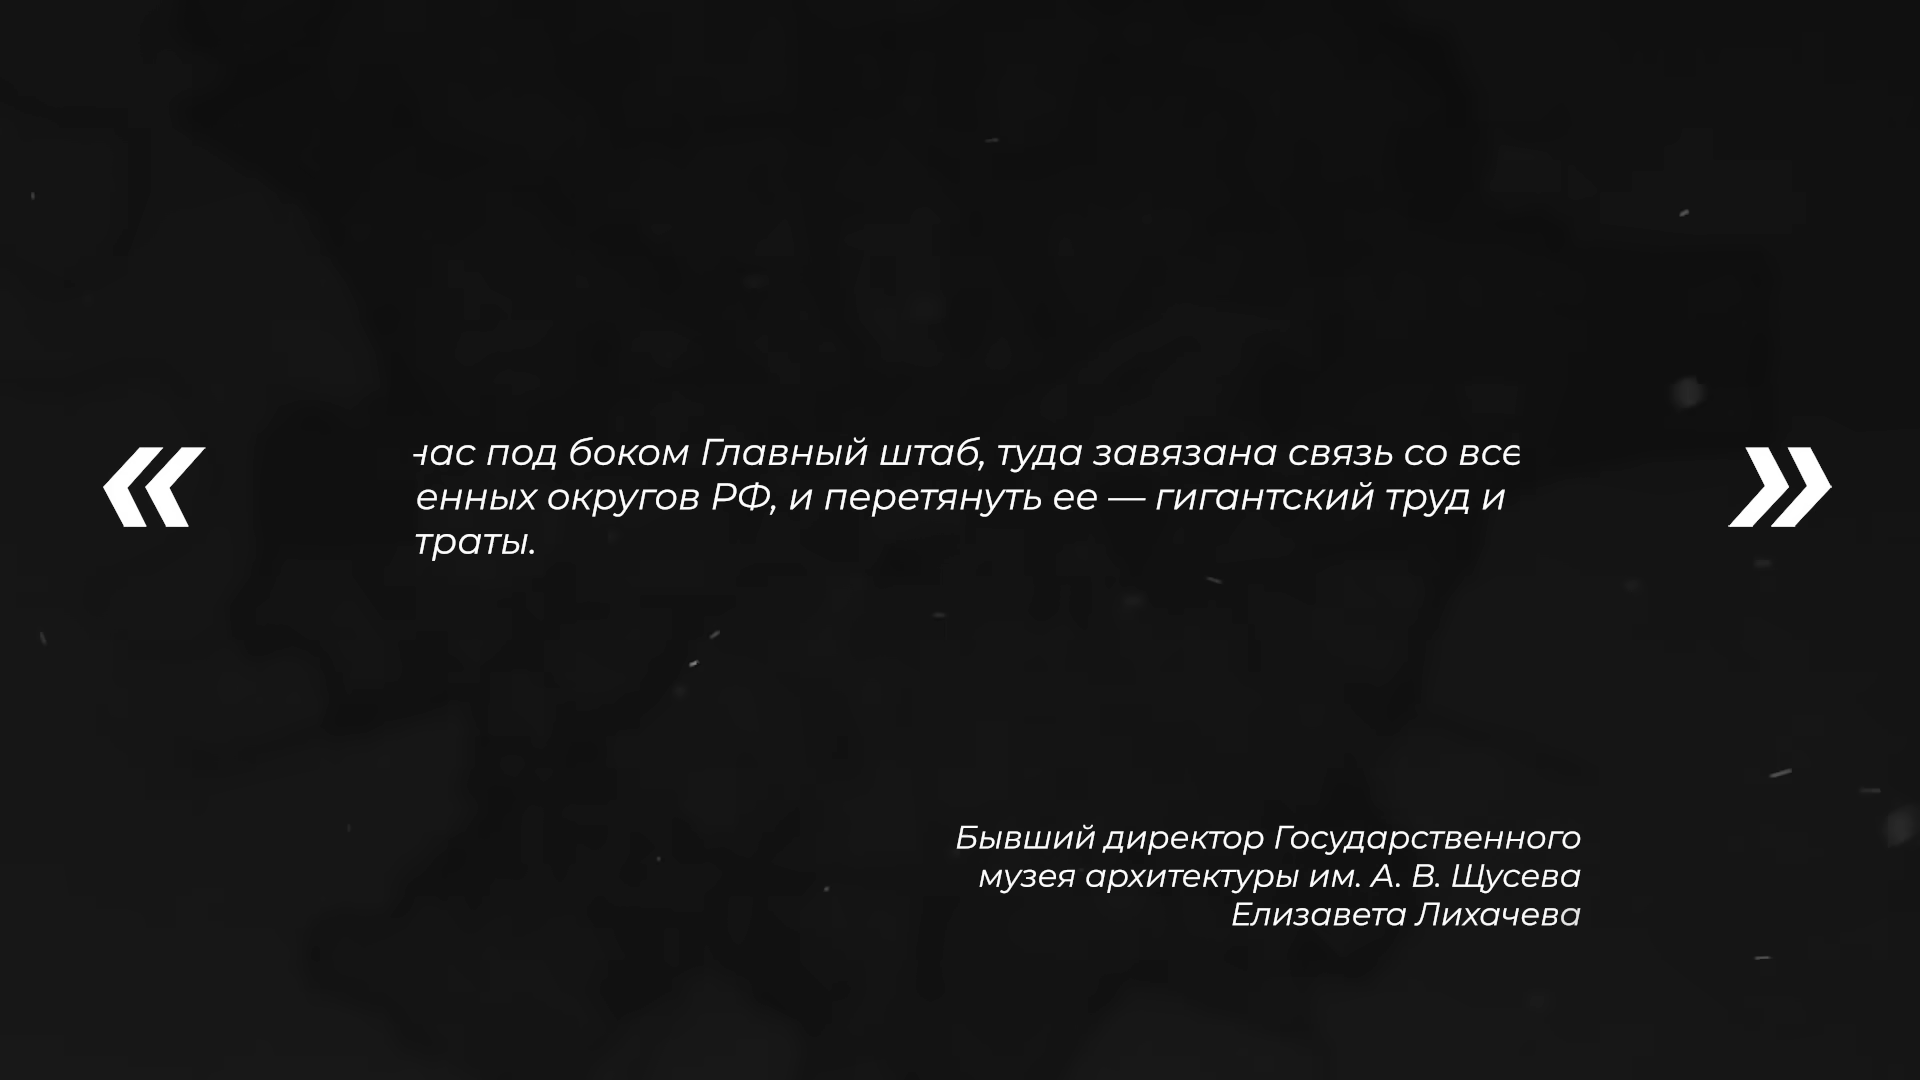 « нас под боком Главный штаб, туда завязана связь со все »
енных округов РФ, и перетянуть ее — гигантский труд и
траты.
Бывший директор Государственного
музея архитектуры им. А. В. Щусева
Елизавета Лихачева